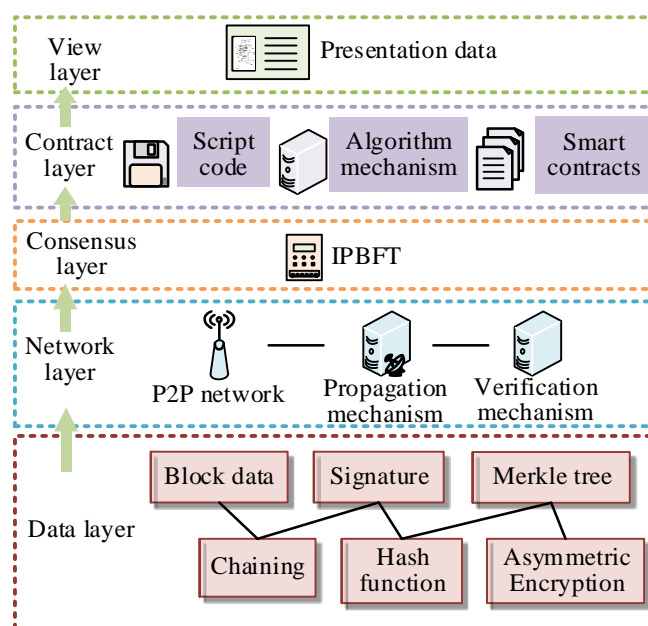 View
layer
Presentation data
Contract
layer
Script
code
Algorithm
mechanism
Smart
contracts
Consensus
layer
IPBFT
Network
layer
P2P network
Propagation
mechanism
Verification
mechanism
Data layer
Block data
Signature
Merkle tree
Chaining
Hash
function
Asymmetric
Encryption